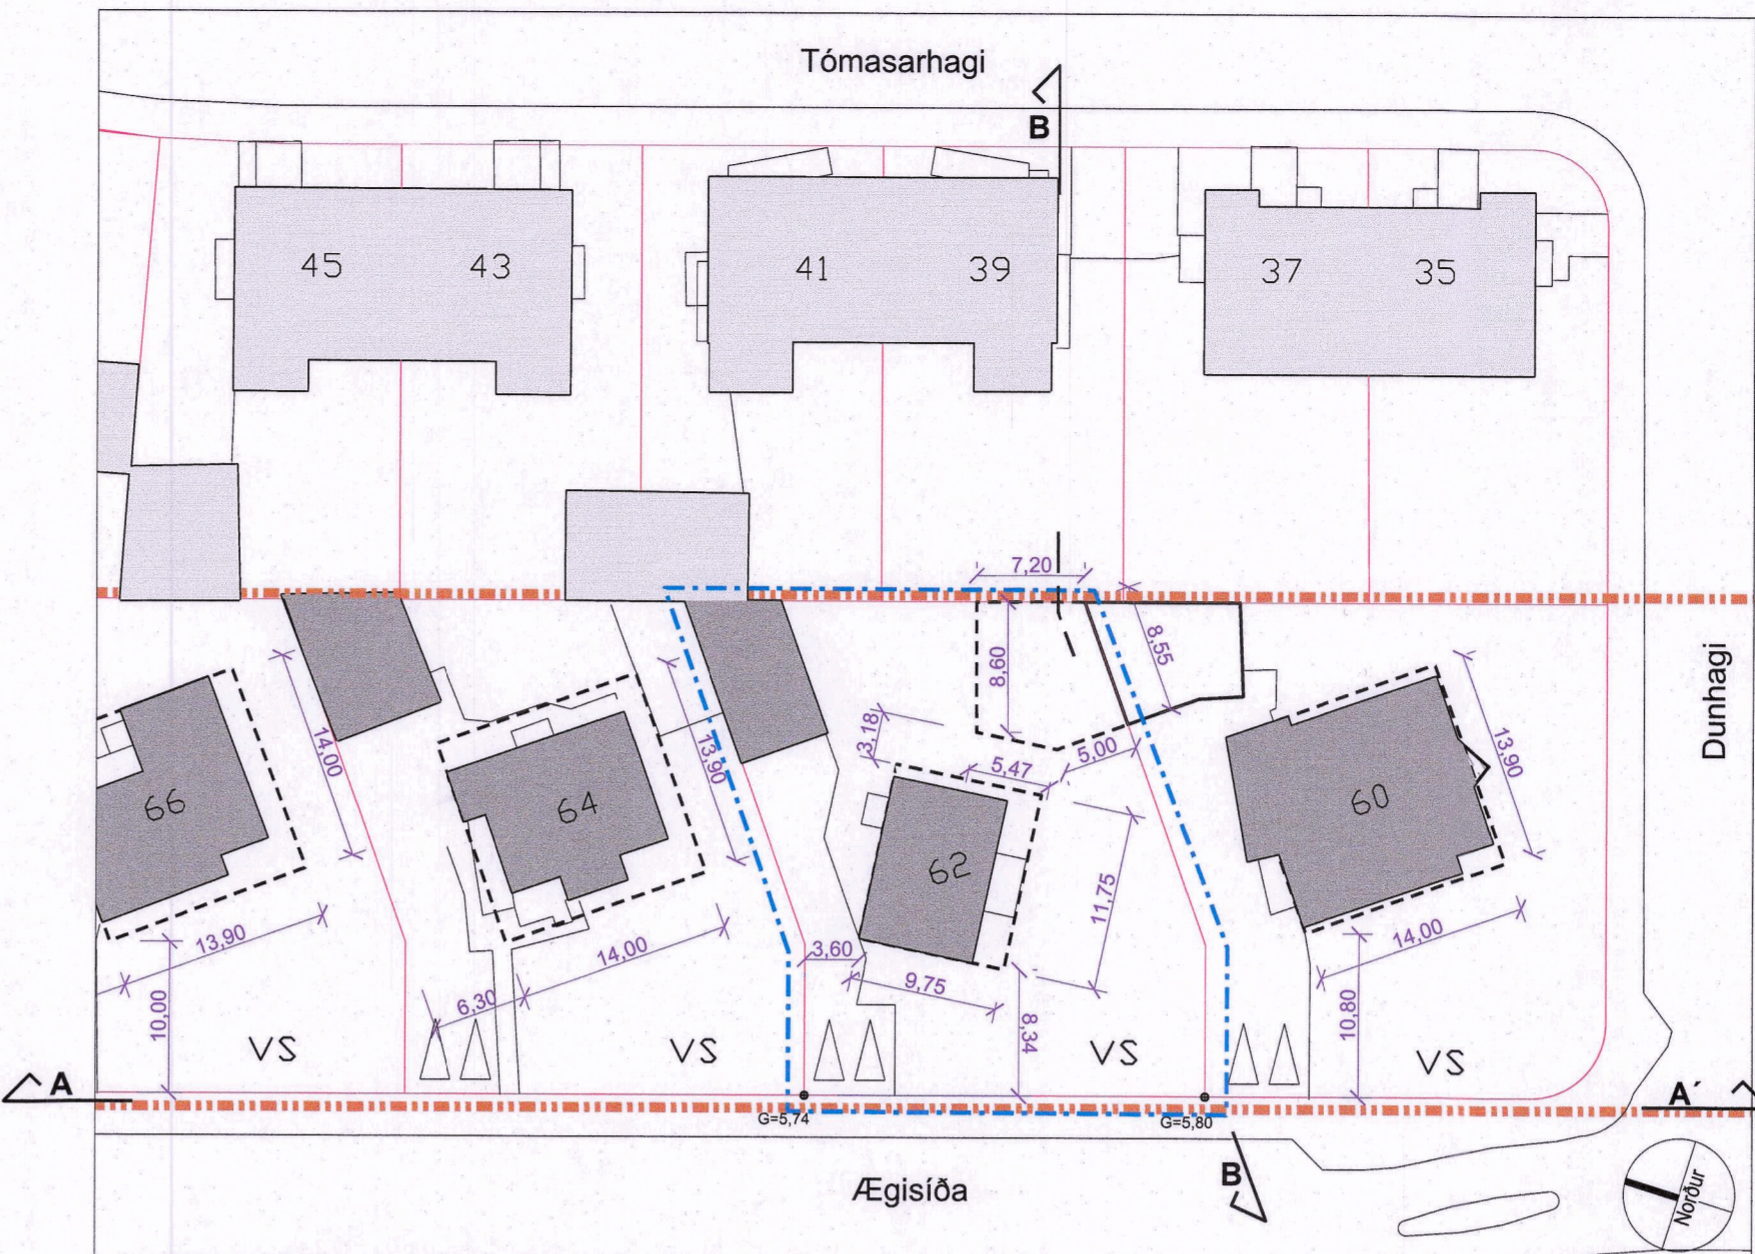 Tómasarhagi
B
45
43
41
39
37
35
7,20
8,60
8,55
3,18
5,47
5,00
14,00
13,90
13,90
66
64
62
60
11,75
3,60
9,75
13,90
14,00
14,00
6,30
10,00
8,34
10,80
VS
VS
VS
VS
A
A´
G=5,74
G=5,80
Ægisíða
B
Dunhagi
Norður